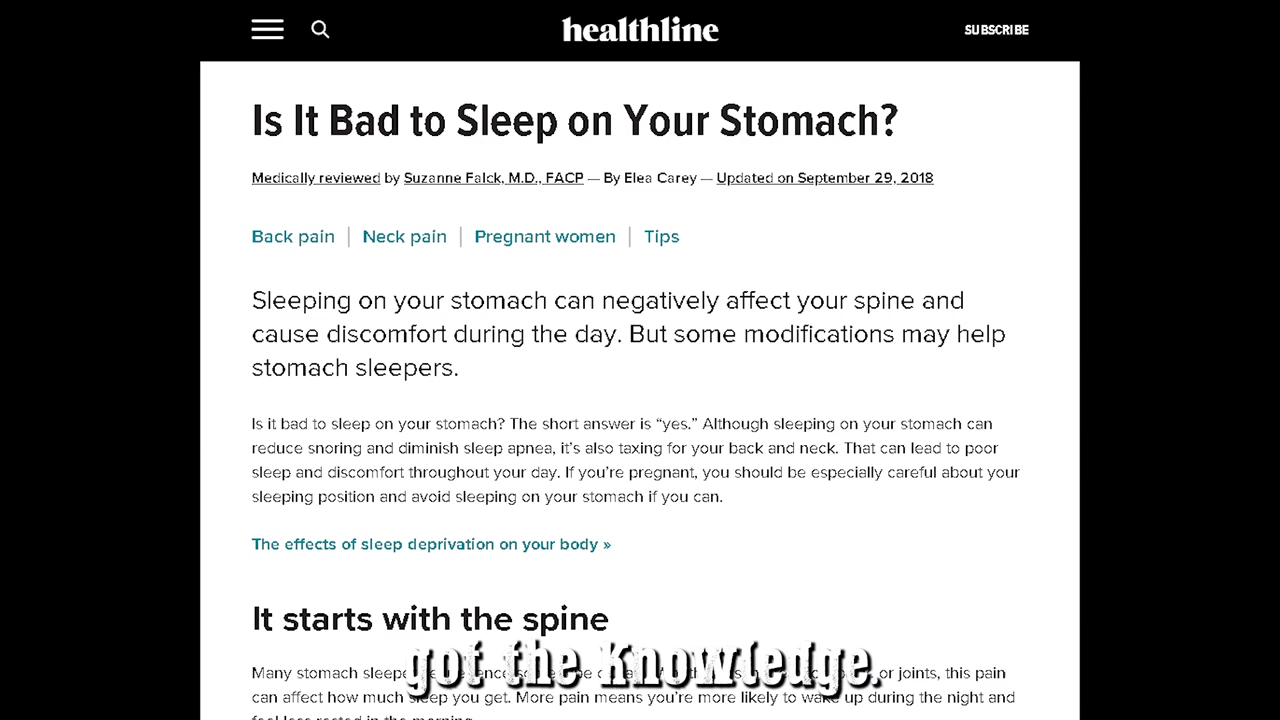 healthline
SUBSCRIBE
Is It Bad to Sleep on Your Stomach?
Medically reviewed by Suzanne Falck, M.D., FACP — By Elea Carey — Updated on September 29, 2018
Back pain | Neck pain | Pregnant women | Tips
Sleeping on your stomach can negatively affect your spine and
cause discomfort during the day. But some modifications may help
stomach sleepers.
Is it bad to sleep on your stomach? The short answer is “yes.” Although sleeping on your stomach can
reduce snoring and diminish sleep apnea, it’s also taxing for your back and neck. That can lead to poor
sleep and discomfort throughout your day. If you’re pregnant, you should be especially careful about your
sleeping position and avoid sleeping on your stomach if you can.
The effects of sleep deprivation on your body »
It starts with the spine
got the Knowledge.
Many stomach or joints, this pain
can affect how much sleep you get. More pain means you’re more likely to wake up during the night and